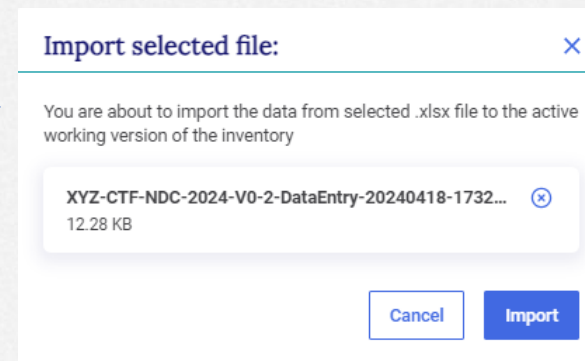 Import selected file:
You are about to import the data from selected .xlsx file to the active
working version of the inventory
XYZ-CTF-NDC-2024-V0-2-DataEntry-20240418-1732...
12.28 KB
Cancel Import